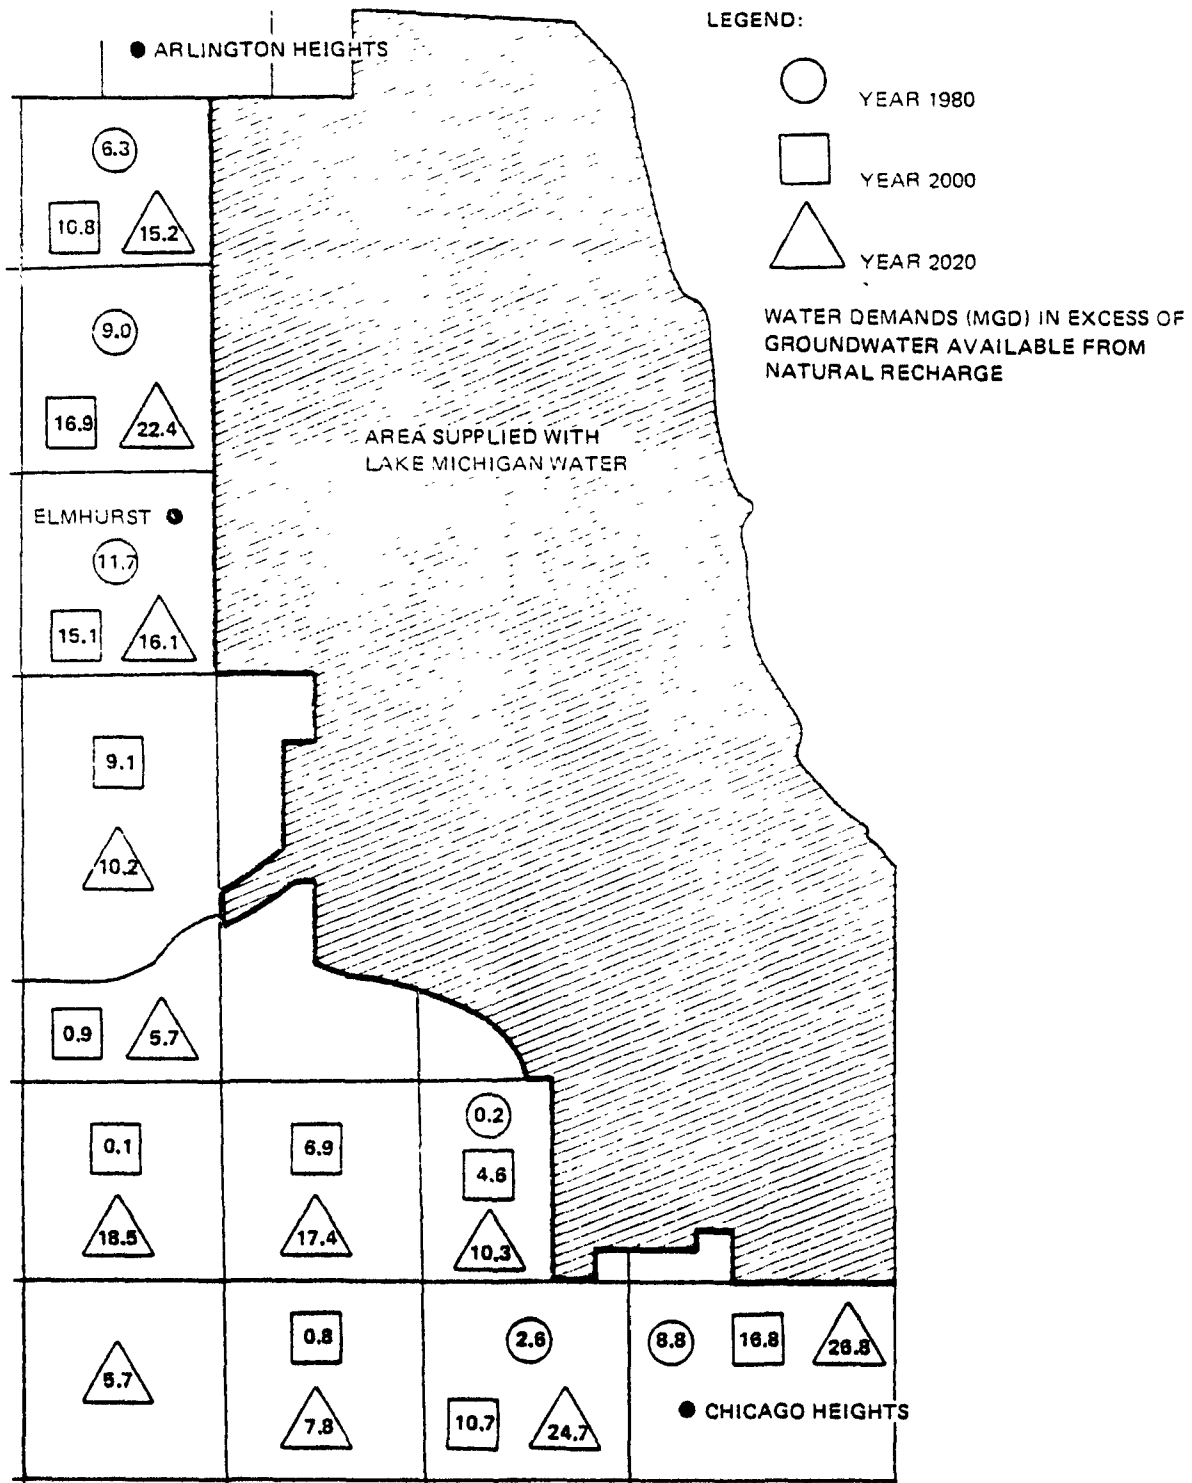 LEGEND:
ARLINGTON HEIGHTS
YEAR 1980
YEAR 2000
YEAR 2020
WATER DEMANDS (MGD) IN EXCESS OF
GROUNDWATER AVAILABLE FROM
NATURAL RECHARGE
6.3
10.8 15.2
9.0
16.9 22.4
AREA SUPPLIED WITH
LAKE MICHIGAN WATER
ELMHURST
11.7
15.1 16.1
9.1
10.2
0.9 5.7
0.1 6.9 0.2
4.6
18.5 17.4 10.3
0.8 2.6 8.8 16.8 26.8
5.7
CHICAGO HEIGHTS
7.8 10.7 24.7